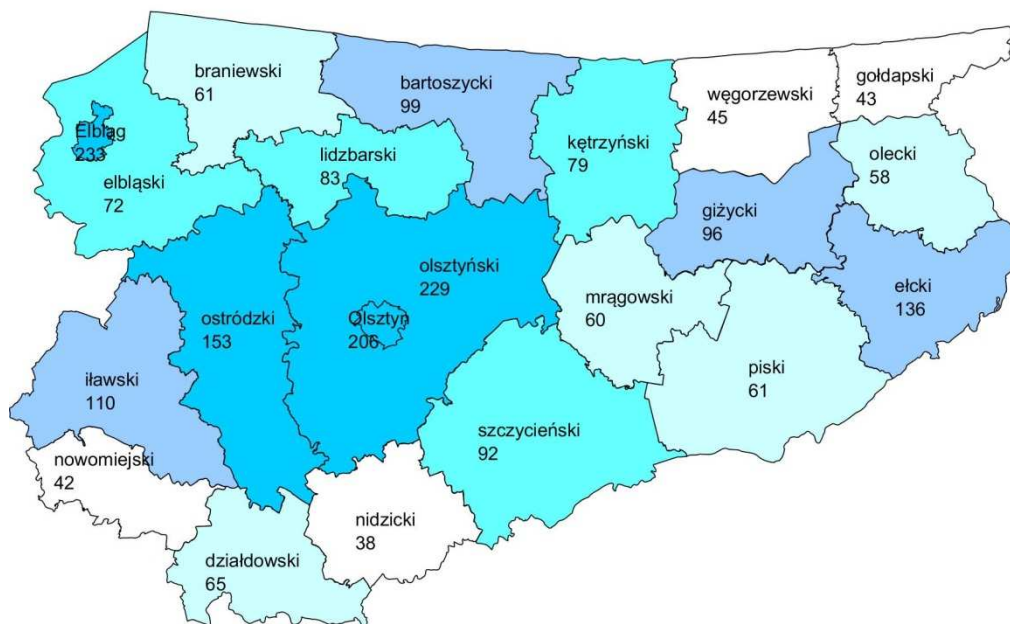 braniewski
61
bartoszycki
99
węgorzewski
45
gołdapski
43
Elbląg
233
elbląski
72
lidzbarski
83
kętrzyński
79
olecki
58
giżycki
96
olsztyński
229
mrągowski
60
ełcki
136
ostródzki
153
Olsztyn
206
iławski
110
piski
61
szczycieński
92
nowomiejski
42
nidzicki
38
działdowski
65